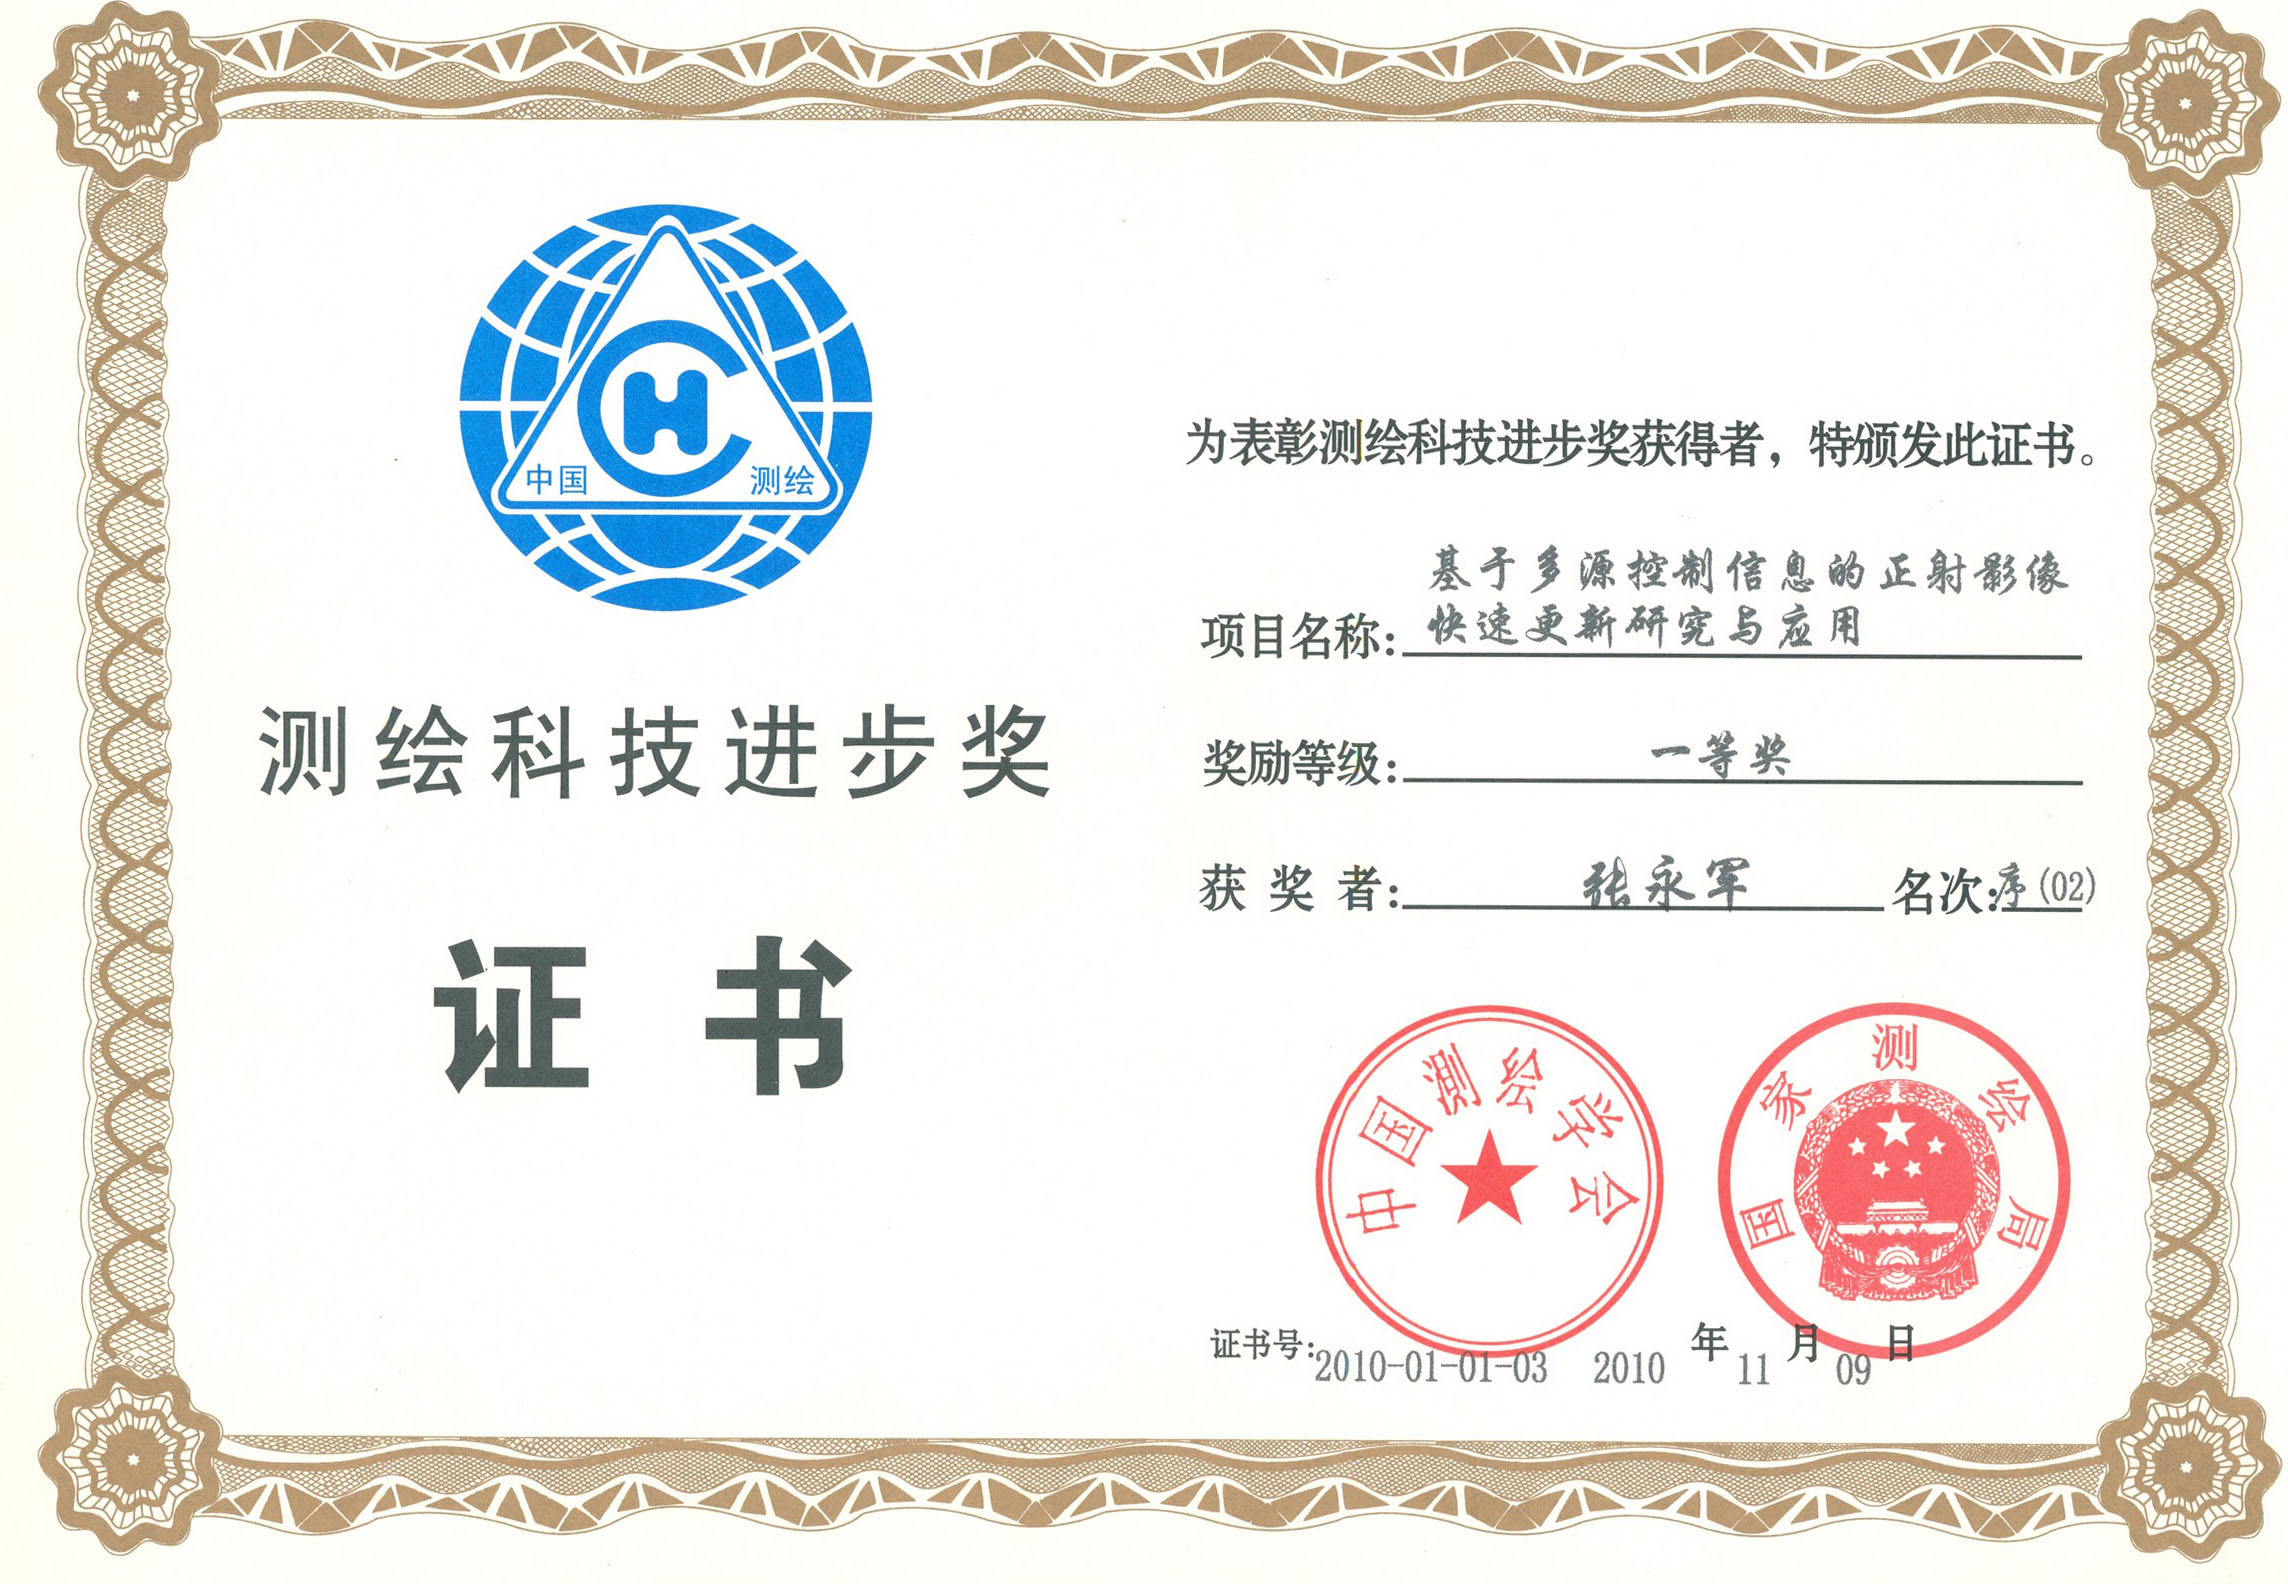 CH
中国 测绘
测绘科技进步奖
证书
为表彰测绘科技进步奖获得者，特颁发此证书。
基于多源控制信息的正射影像
项目名称：快速更新研究与应用
奖励等级：一等奖
获奖者：张永军 名次：序(02)
中国测绘学会
国家测绘局
证书号：2010-01-01-03 2010 年 11 月 09 日